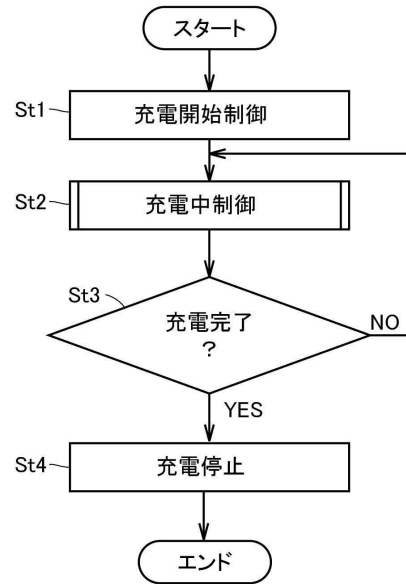 スタート
St1
充電開始制御
St2
充電中制御
St3
充電完了
?
NO
YES
St4
充電停止
エンド